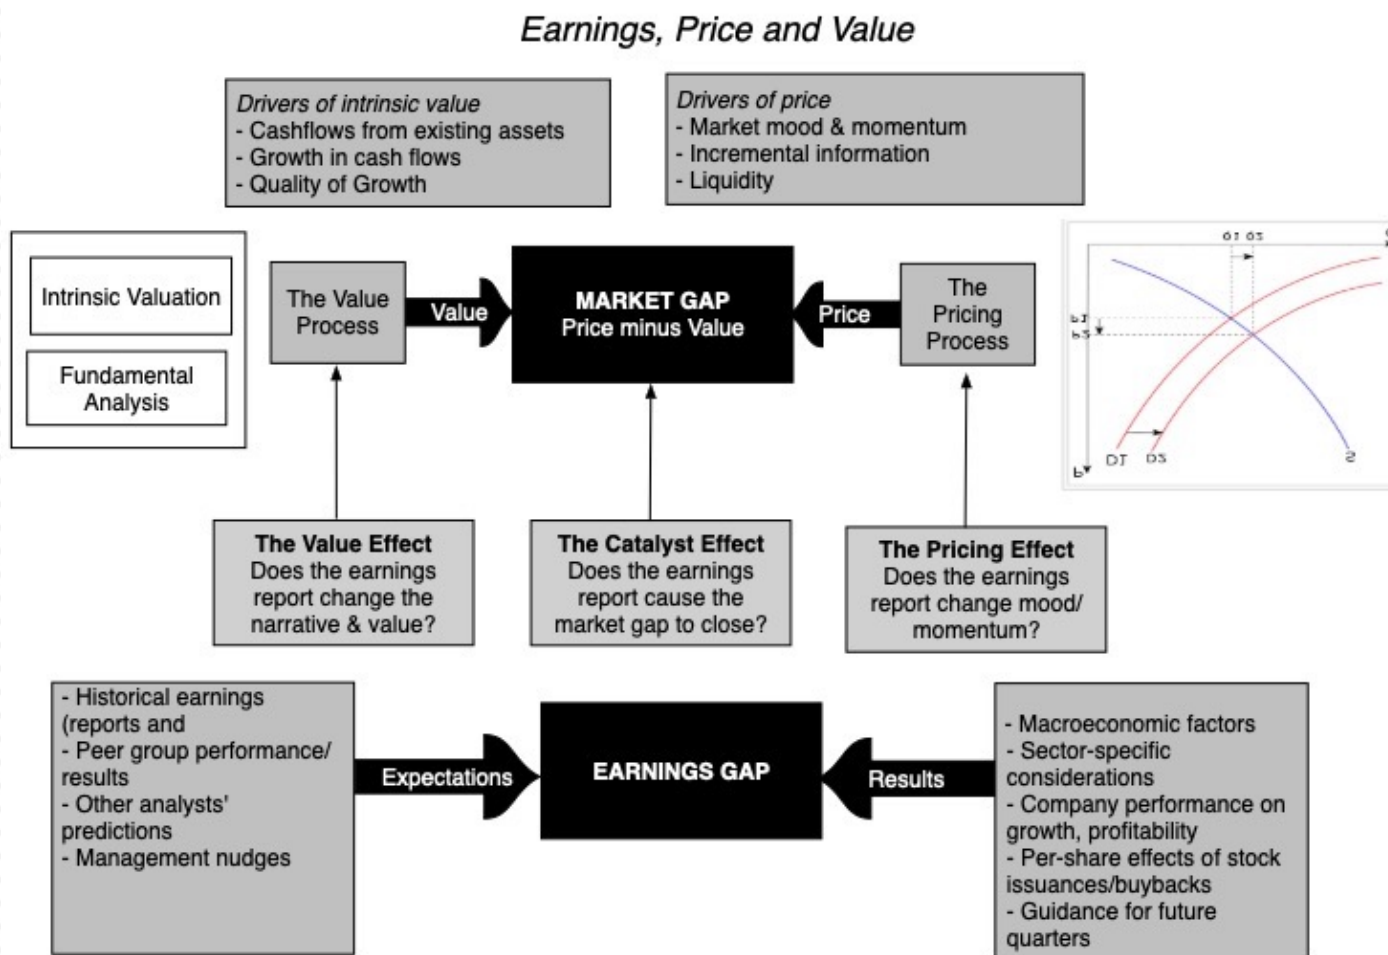 Earnings, Price and Value
Drivers of intrinsic value
- Cashflows from existing assets
- Growth in cash flows
- Quality of Growth
Drivers of price
- Market mood & momentum
- Incremental information
- Liquidity
Intrinsic Valuation
Fundamental
Analysis
The Value
Process
Value
MARKET GAP
Price minus Value
Price
The
Pricing
Process
D1
D2
S
P
The Value Effect
Does the earnings
report change the
narrative & value?
The Catalyst Effect
Does the earnings
report cause the
market gap to close?
The Pricing Effect
Does the earnings
report change mood/
momentum?
- Historical earnings
(reports and
- Peer group performance/
results
- Other analysts'
predictions
- Management nudges
Expectations
EARNINGS GAP
Results
- Macroeconomic factors
- Sector-specific
considerations
- Company performance on
growth, profitability
- Per-share effects of stock
issuances/buybacks
- Guidance for future
quarters